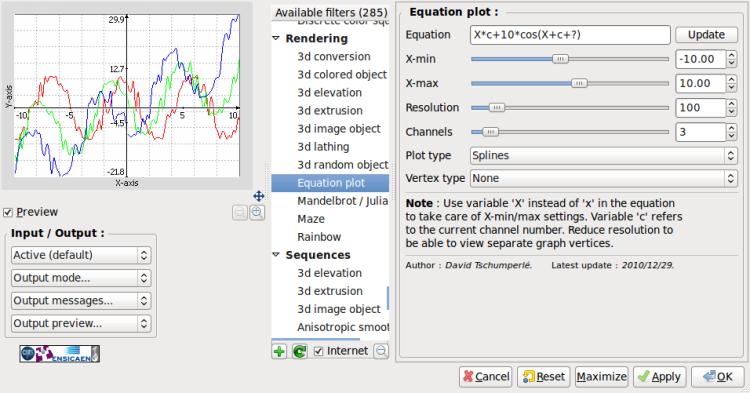 29.9
12.7
Y-axis
-10
-5
5
10
-4.5
-21.8
X-axis
Preview
Input / Output :
Active (default)
Output mode...
Output messages...
Output preview...
ENSICAEN
Available filters (285)
Discrete color squ
Rendering
3d conversion
3d colored object
3d elevation
3d extrusion
3d image object
3d lathing
3d random object
Equation plot
Mandelbrot / Julia
Maze
Rainbow
Sequences
3d elevation
3d extrusion
3d image object
Anisotropic smoot
Internet
Equation plot :
Equation X*c+10*cos(X+c+?) Update
X-min -10.00
X-max 10.00
Resolution 100
Channels 3
Plot type Splines
Vertex type None
Note : Use variable 'X' instead of 'x' in the equation
to take care of X-min/max settings. Variable 'c' refers
to the current channel number. Reduce resolution to
be able to view separate graph vertices.
Author : David Tschumperlé. Latest update : 2010/12/29.
Cancel Reset Maximize Apply OK